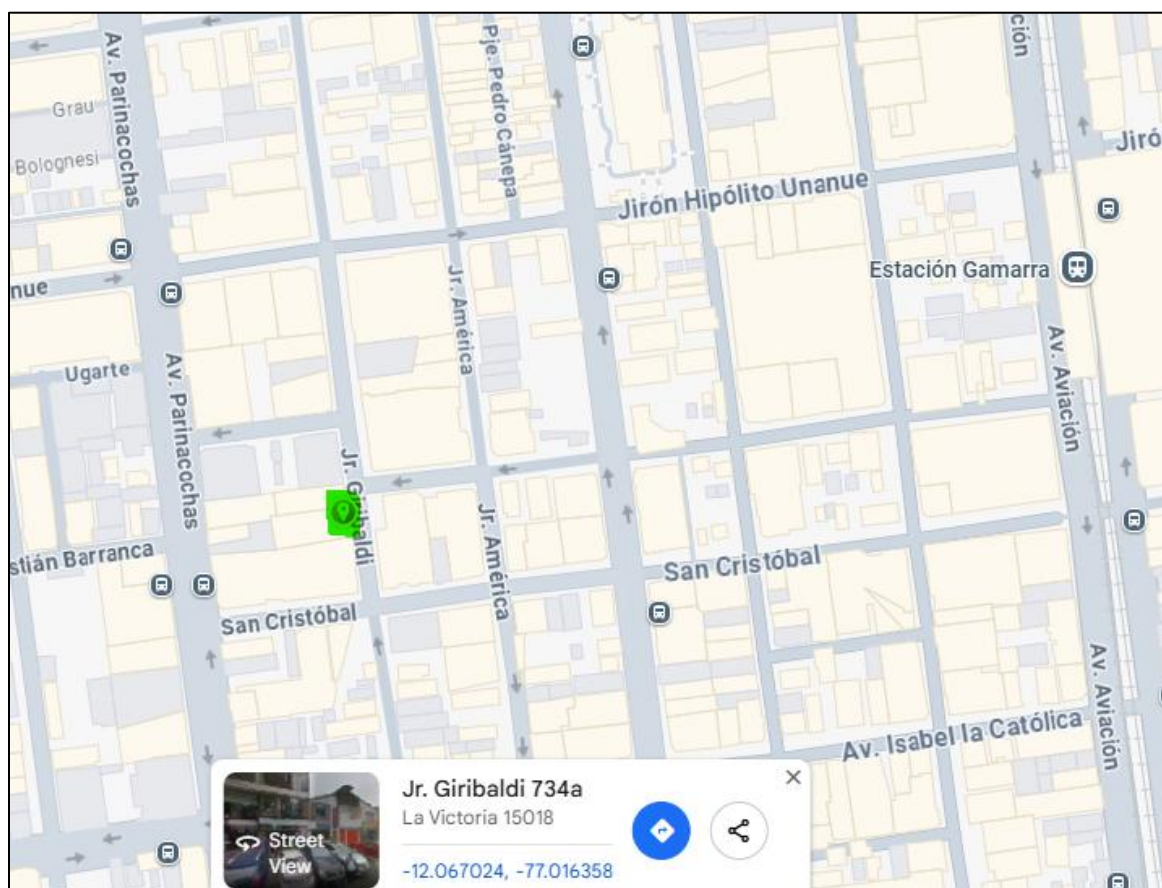 Av. Parinacochas
Grau
Bolognesi
Pje. Pedro Cánepa
ción
Jiró
Jirón Hipólito Unanue
Estación Gamarra
nue
Jr. América
Ugarte
Av. Parinacochas
Av. Aviación
Jr. Giribaldi
Jr. América
stián Barranca
San Cristóbal
San Cristóbal
Av. Aviación
Av. Isabel la Católica
Jr. Giribaldi 734a
La Victoria 15018
Street
View
-12.067024, -77.016358